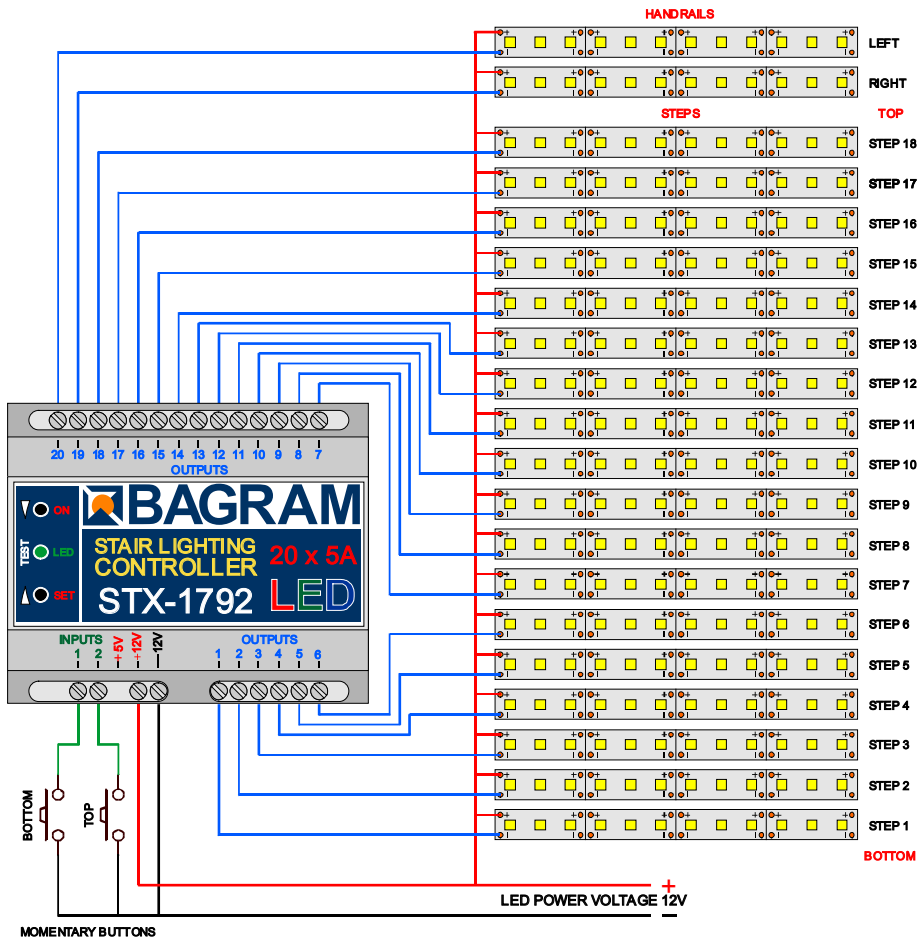 HANDRAILS
LEFT
RIGHT
STEPS TOP
STEP 18
STEP 17
STEP 16
STEP 15
STEP 14
STEP 13
STEP 12
STEP 11
STEP 10
STEP 9
STEP 8
STEP 7
STEP 6
STEP 5
STEP 4
STEP 3
STEP 2
STEP 1
BOTTOM
20 19 18 17 16 15 14 13 12 11 10 9 8 7
OUTPUTS
ON
TEST
LED
SET
BAGRAM
STAIR LIGHTING
CONTROLLER
20 x 5A
STX-1792
LED
INPUTS
1 2
+5V
+12V
—12V
OUTPUTS
1 2 3 4 5 6
BOTTOM
TOP
+
LED POWER VOLTAGE 12V
—
MOMENTARY BUTTONS